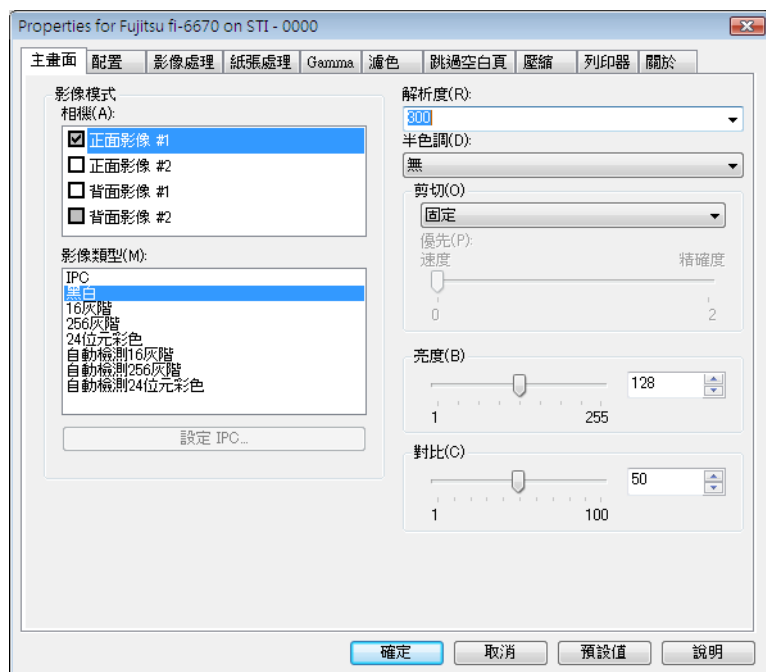 Properties for Fujitsu fi-6670 on STI - 0000
主畫面 配置 影像處理 紙張處理 Gamma 濾色 跳過空白頁 壓縮 列印器 關於
影像模式
相機(A):
正面影像 #1
正面影像 #2
背面影像 #1
背面影像 #2
影像類型(M):
IPC
黑白
16灰階
256灰階
24位元彩色
自動檢測16灰階
自動檢測256灰階
自動檢測24位元彩色
設定 IPC...
解析度(R):
300
半色調(D):
無
剪切(O)
固定
優先(P):
速度 精確度
0 2
亮度(B)
128
1 255
對比(C)
50
1 100
確定 取消 預設值 說明